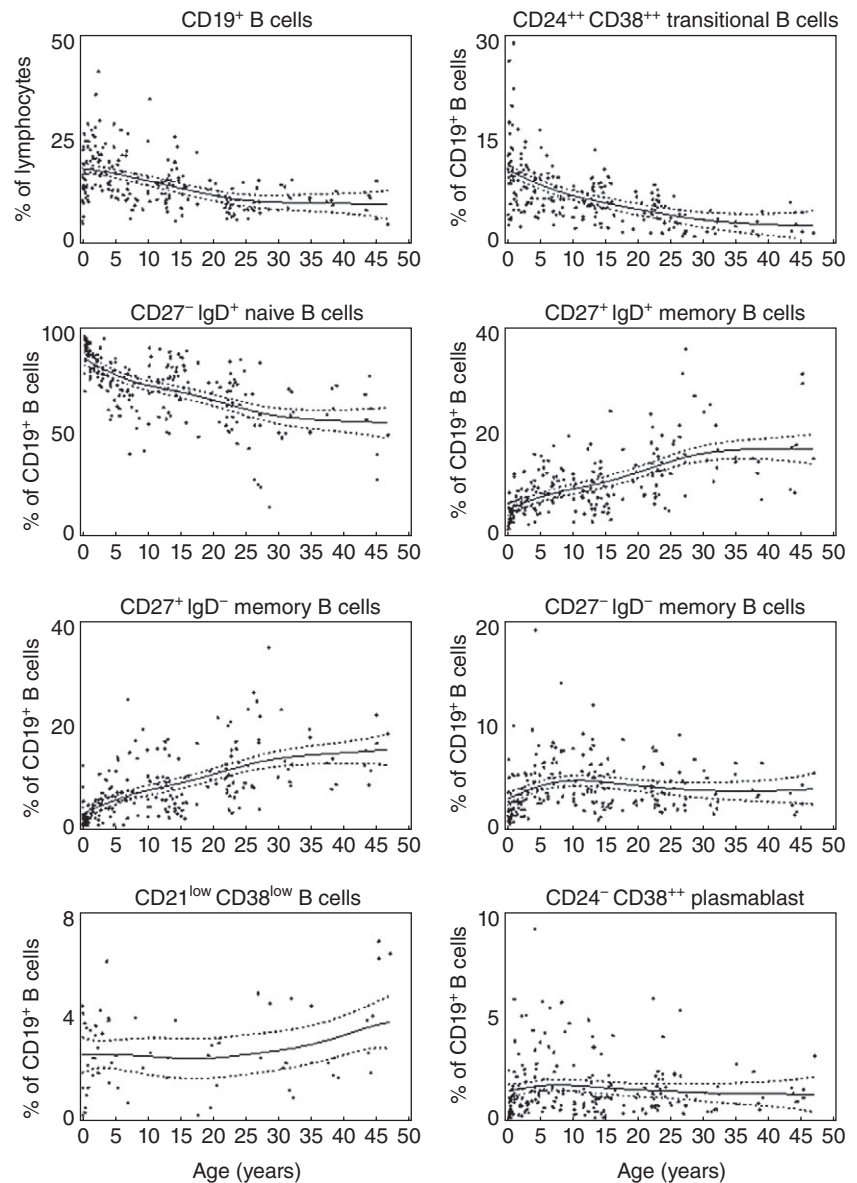 CD19⁺ B cells
% of lymphocytes
50
25
0
0 5 10 15 20 25 30 35 40 45 50
CD24⁺⁺ CD38⁺⁺ transitional B cells
% of CD19⁺ B cells
30
15
0
0 5 10 15 20 25 30 35 40 45 50
CD27⁻ IgD⁺ naive B cells
% of CD19⁺ B cells
100
50
0
0 5 10 15 20 25 30 35 40 45 50
CD27⁺ IgD⁺ memory B cells
% of CD19⁺ B cells
40
20
0
0 5 10 15 20 25 30 35 40 45 50
CD27⁺ IgD⁻ memory B cells
% of CD19⁺ B cells
40
20
0
0 5 10 15 20 25 30 35 40 45 50
CD27⁻ IgD⁻ memory B cells
% of CD19⁺ B cells
20
10
0
0 5 10 15 20 25 30 35 40 45 50
CD21ˡᵒʷ CD38ˡᵒʷ B cells
% of CD19⁺ B cells
8
4
0
0 5 10 15 20 25 30 35 40 45 50
Age (years)
CD24⁻ CD38⁺⁺ plasmablast
% of CD19⁺ B cells
10
5
0
0 5 10 15 20 25 30 35 40 45 50
Age (years)